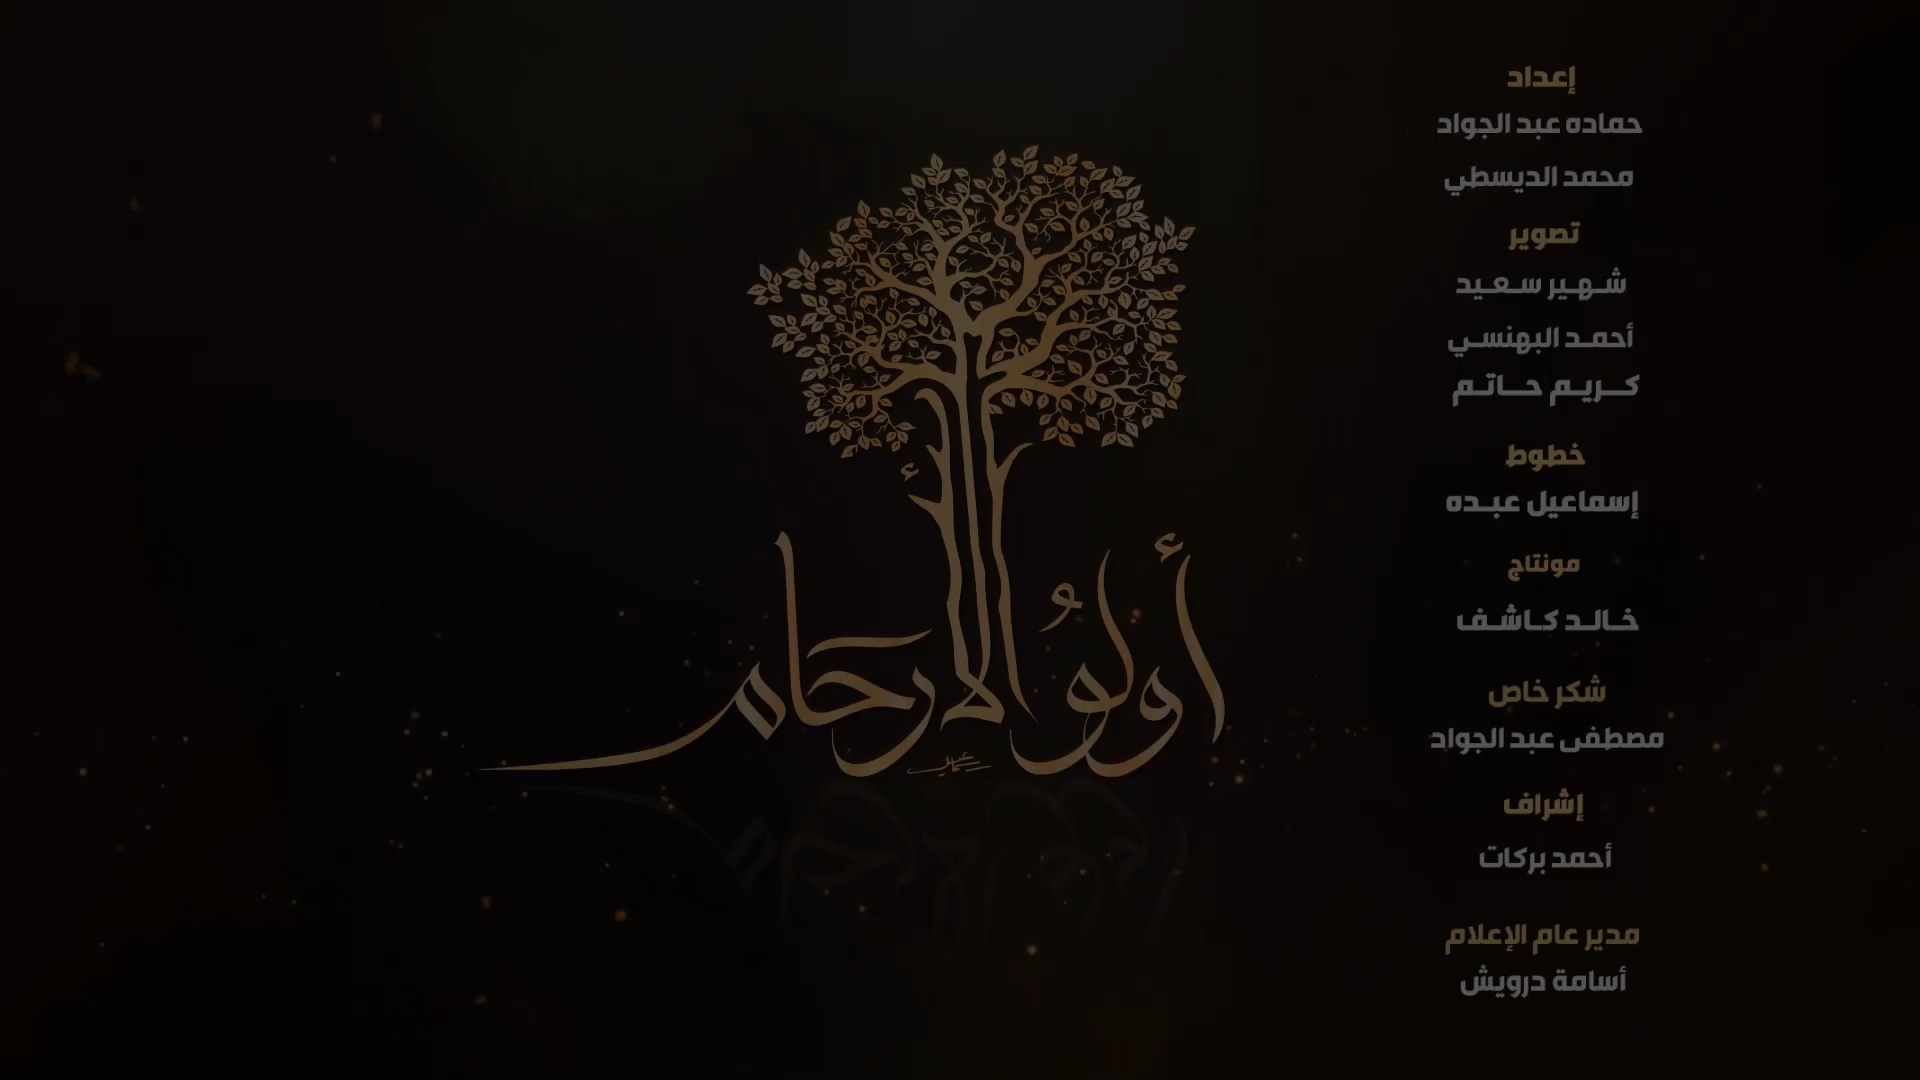 إعداد
حماده عبد الجواد
محمد الديسطي
تصوير
شهير سعيد
أحمد البهنسي
كريم حاتم
خطوط
إسماعيل عبده
مونتاج
خالد كاشف
شكر خاص
مصطفى عبد الجواد
إشراف
أحمد بركات
مدير عام الإعلام
أسامة درويش
أولو الأرحام